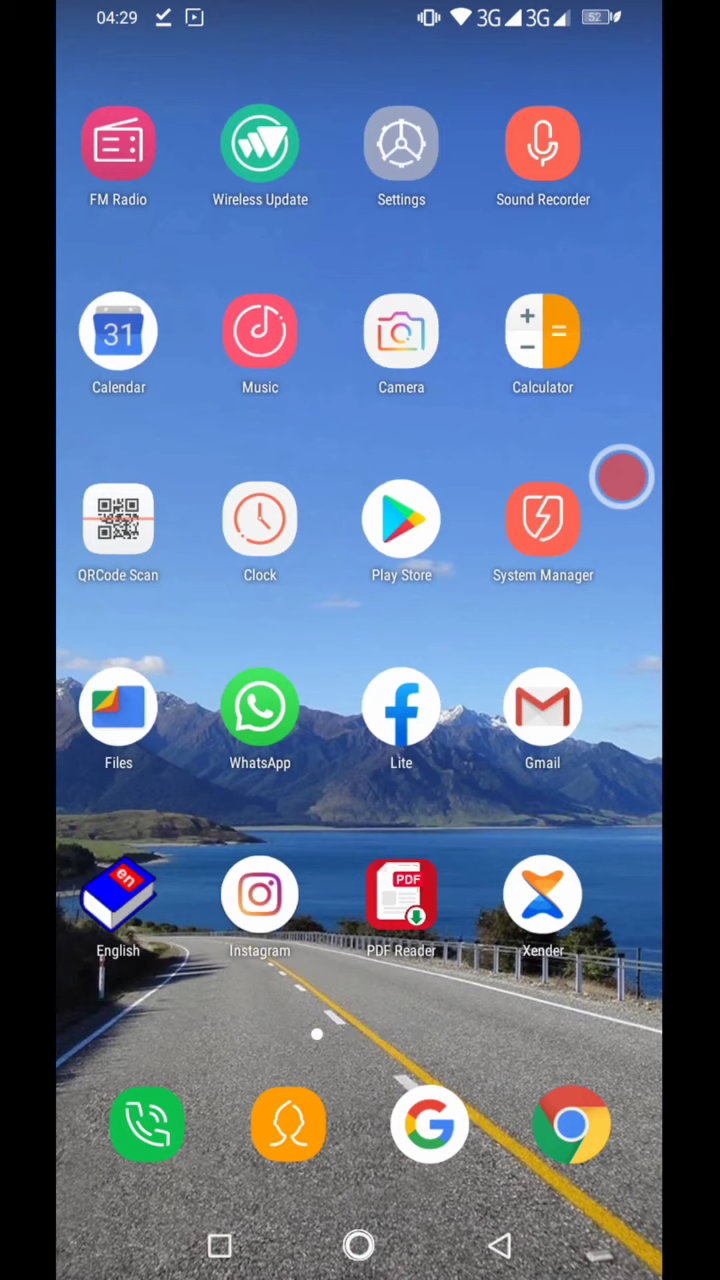 04:29 3G 3G 52
FM Radio Wireless Update Settings Sound Recorder
31 + − =
Calendar Music Camera Calculator
QRCode Scan Clock Play Store System Manager
Files WhatsApp Lite Gmail
en PDF
English Instagram PDF Reader Xender